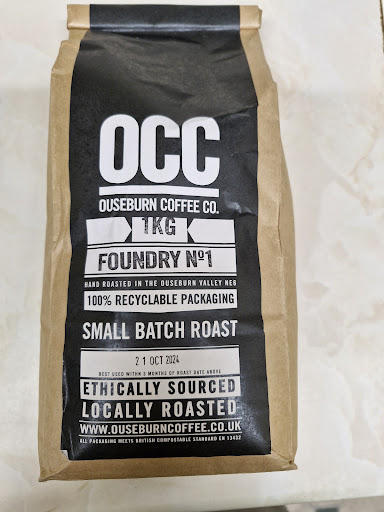 OCC
OUSEBURN COFFEE CO.
1KG
FOUNDRY Nº1
HAND ROASTED IN THE OUSEBURN VALLEY NE6
100% RECYCLABLE PACKAGING
SMALL BATCH ROAST
21 OCT 2024
BEST USED WITHN 3 MONTHS OF ROAST DATE ABOVE
ETHICALLY SOURCED
LOCALLY ROASTED
WWW.OUSEBURNCOFFEE.CO.UK
ALL PACKAGING MEETS BRITISH COMPOSTABLE STANDARD EN 13432